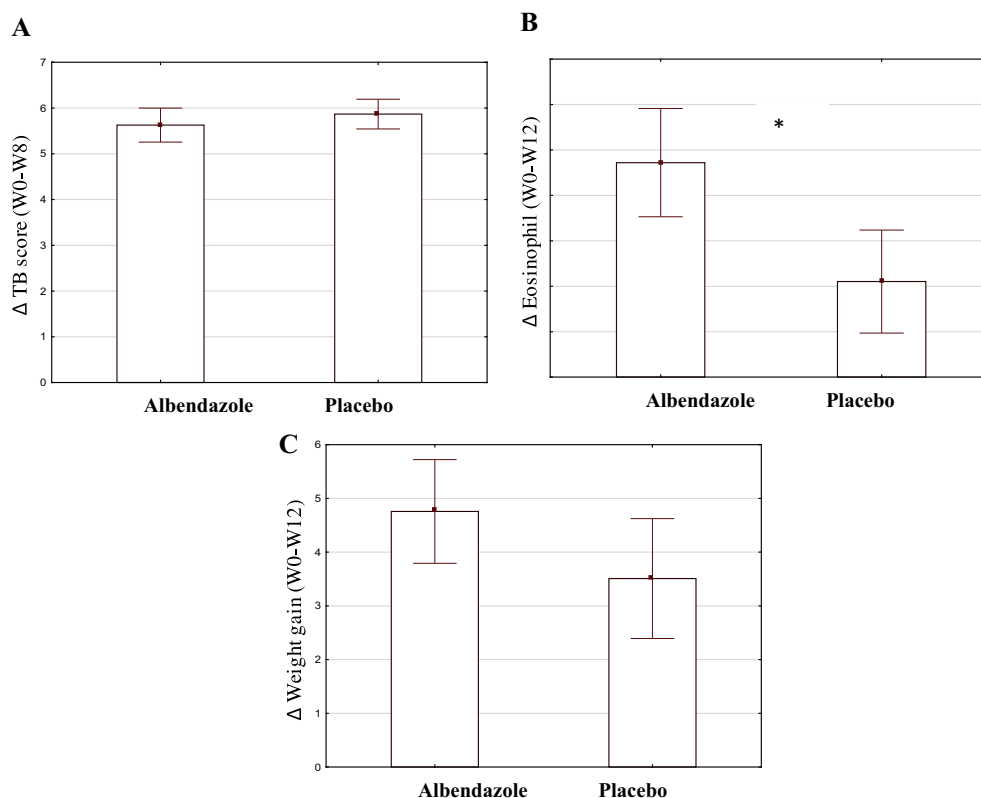 A
Δ TB score (W0-W8)
7
6
5
4
3
2
1
0
Albendazole Placebo
B
Δ Eosinophil (W0-W12)
*
Albendazole Placebo
C
Δ Weight gain (W0-W12)
6
5
4
3
2
1
0
Albendazole Placebo